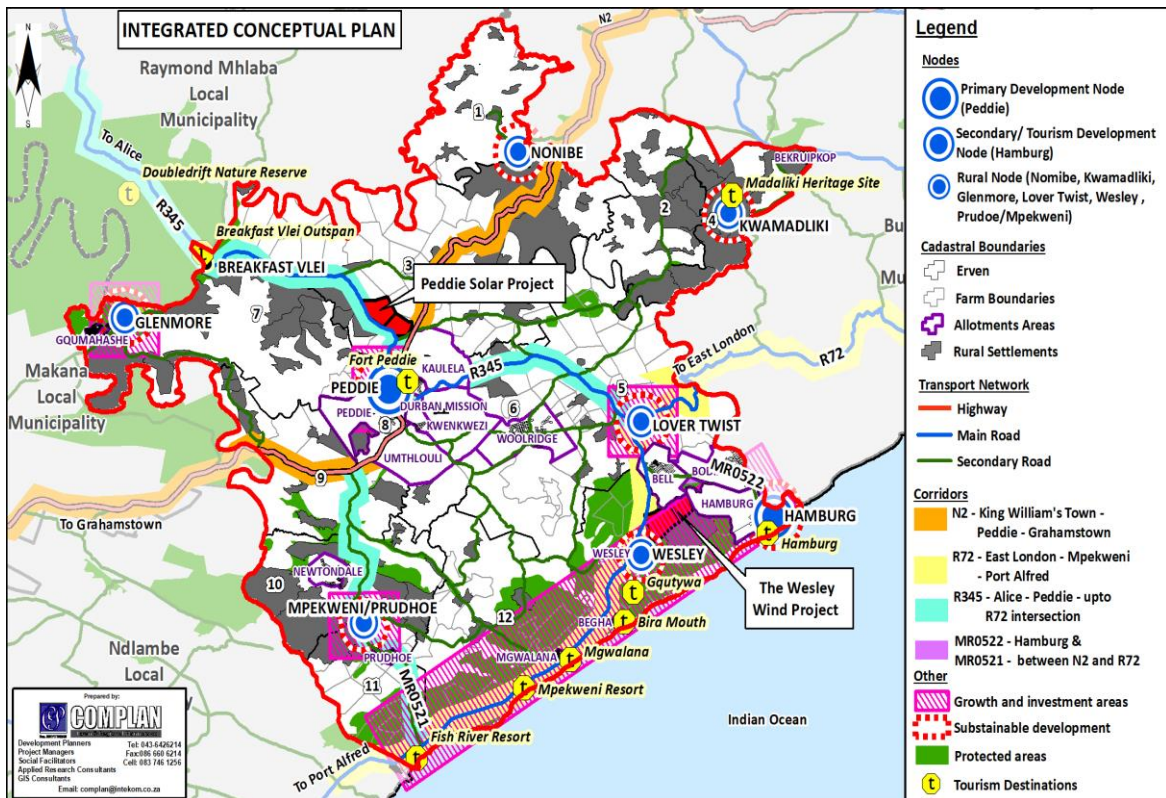 INTEGRATED CONCEPTUAL PLAN
N
S
N2
Raymond Mhlaba
Local
Municipality
1
NONIBE
To Alice
Doubledrift Nature Reserve
t
R345
Breakfast Vlei Outspan
BREAKFAST VLEI
2
BEKRUIPKOP
Madaliki Heritage Site
t
4
KWAMADLIKI
Bu
Mu
3
Peddie Solar Project
7
GLENMORE
GQUMAHASHE
Makana
Local
Municipality
Fort Peddie
t
PEDDIE
KAULELA
R345
To East London
R72
PEDDIE
DURBAN MISSION
8
KWENKWEZI
6
WOOLRIDGE
UMTHLOULI
5
LOVER TWIST
9
To Grahamstown
BELL
BOD
MR0522
HAMBURG
HAMBURG
t
Hamburg
WESLEY
WESLEY
The Wesley
Wind Project
Gqutywa
t
NEWTONDALE
10
MPEKWENI/PRUDHOE
PRUDHOE
12
BEGHA
Bira Mouth
t
MGWALANA
Mgwalana
t
Mpekweni Resort
t
Ndlambe
Local
11
MR0521
Fish River Resort
t
To Port Alfred
Indian Ocean
Prepared by:
COMPLAN
Development Planners
Project Managers
Social Facilitators
Applied Research Consultants
GIS Consultants
Tel: 043-6426214
Fax:086 660 6214
Cell: 083 746 1256
Email: complan@intekom.co.za
Legend
Nodes
Primary Development Node
(Peddie)
Secondary/ Tourism Development
Node (Hamburg)
Rural Node (Nomibe, Kwamadliki,
Glenmore, Lover Twist, Wesley ,
Prudoe/Mpekweni)
Cadastral Boundaries
Erven
Farm Boundaries
Allotments Areas
Rural Settlements
Transport Network
Highway
Main Road
Secondary Road
Corridors
N2 - King William's Town -
Peddie - Grahamstown
R72 - East London - Mpekweni
- Port Alfred
R345 - Alice - Peddie - upto
R72 intersection
MR0522 - Hamburg &
MR0521 - between N2 and R72
Other
Growth and investment areas
Substainable development
Protected areas
t
Tourism Destinations